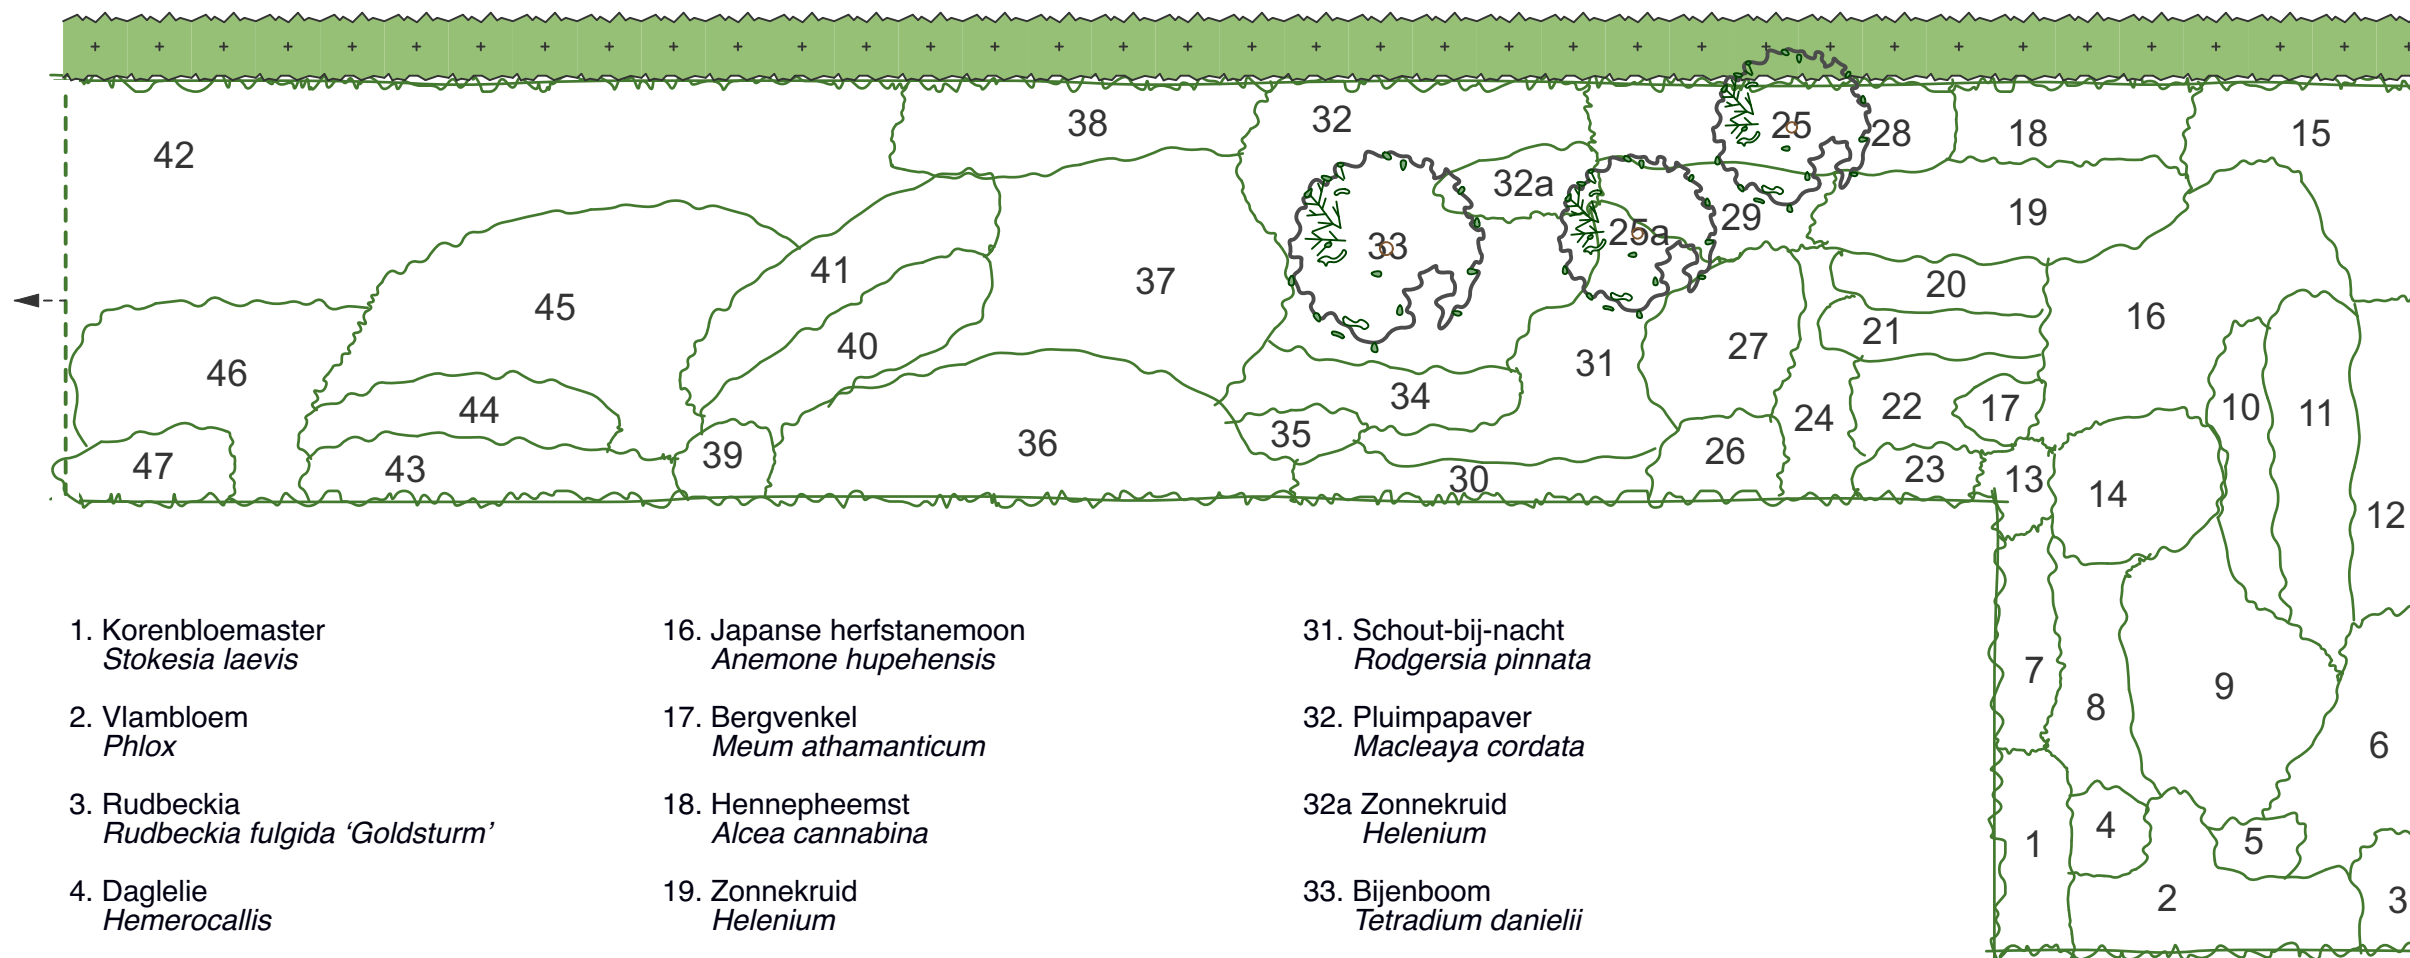 38
32
25
28
18
15
42
32a
29
19
25a
33
41
37
45
20
16
21
40
27
31
46
34
44
10
11
22
17
24
35
36
39
26
47
43
30
23
13
14
12
7
9
8
6
4
5
1
2
3
1. Korenbloemaster
Stokesia laevis
2. Vlambloem
Phlox
3. Rudbeckia
Rudbeckia fulgida ‘Goldsturm’
4. Daglelie
Hemerocallis
16. Japanse herfstanemoon
Anemone hupehensis
17. Bergvenkel
Meum athamanticum
18. Hennepheemst
Alcea cannabina
19. Zonnekruid
Helenium
31. Schout-bij-nacht
Rodgersia pinnata
32. Pluimpapaver
Macleaya cordata
32a Zonnekruid
Helenium
33. Bijenboom
Tetradium danielii